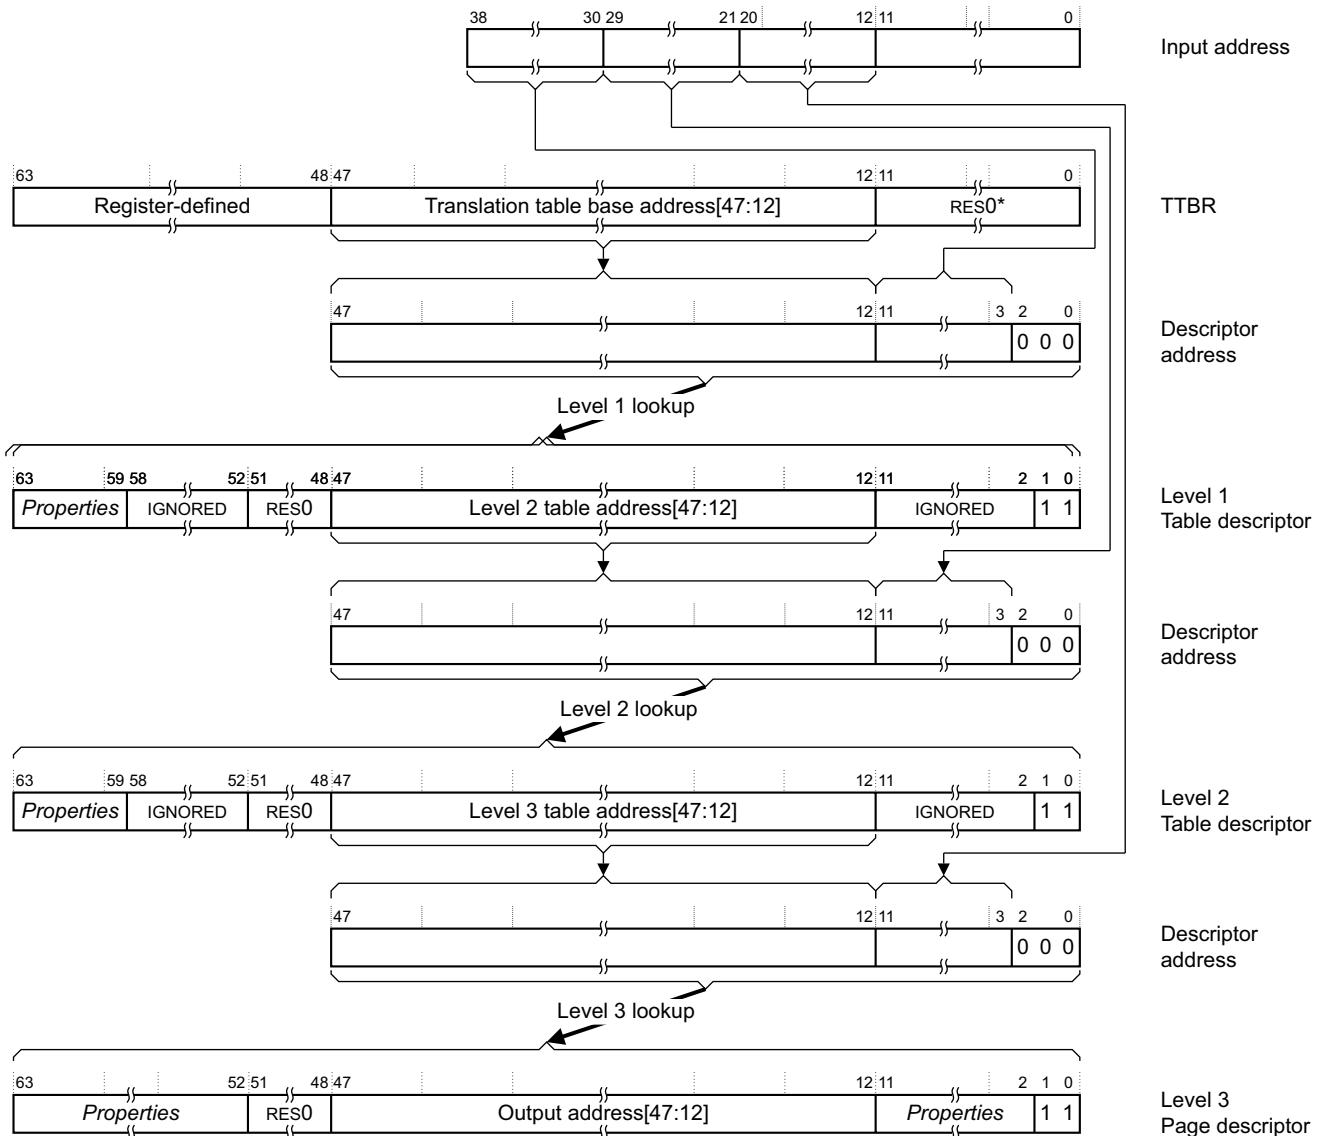 38 30 29 21 20 12 11 0
Input address
63 48 47 12 11 0
Register-defined Translation table base address[47:12] RES0* TTBR
47 12 11 3 2 0
0 0 0
Descriptor
address
Level 1 lookup
63 59 58 52 51 48 47 12 11 2 1 0
Properties IGNORED RES0 Level 2 table address[47:12] IGNORED 1 1
Level 1
Table descriptor
47 12 11 3 2 0
0 0 0
Descriptor
address
Level 2 lookup
63 59 58 52 51 48 47 12 11 2 1 0
Properties IGNORED RES0 Level 3 table address[47:12] IGNORED 1 1
Level 2
Table descriptor
47 12 11 3 2 0
0 0 0
Descriptor
address
Level 3 lookup
63 52 51 48 47 12 11 2 1 0
Properties RES0 Output address[47:12] Properties 1 1
Level 3
Page descriptor